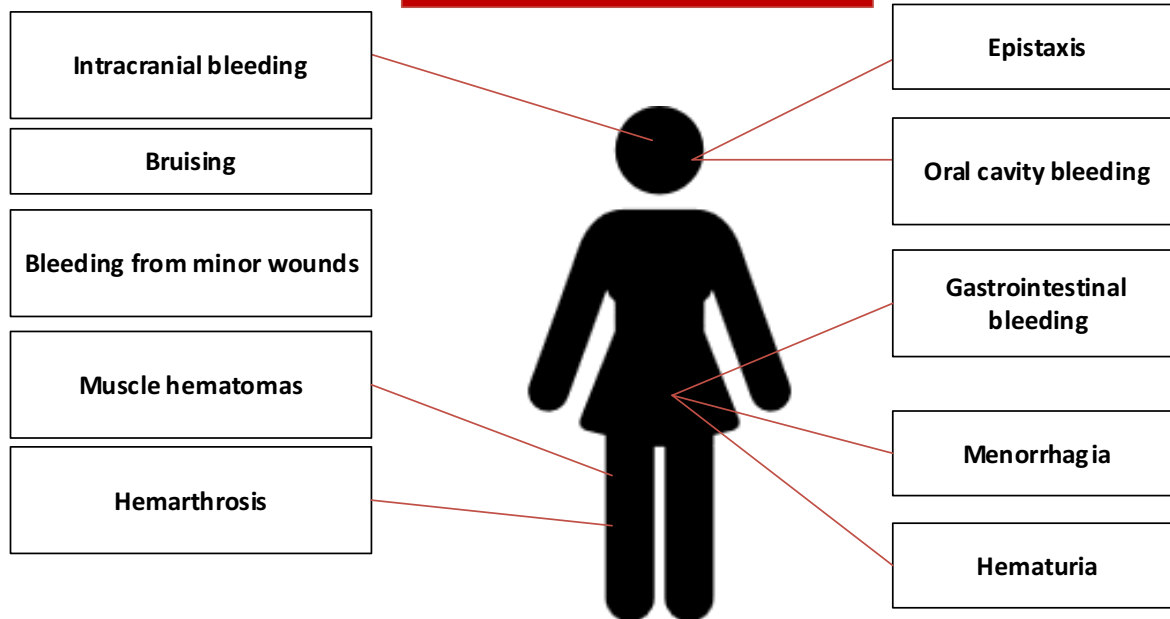 Intracranial bleeding
Bruising
Bleeding from minor wounds
Muscle hematomas
Hemarthrosis
Epistaxis
Oral cavity bleeding
Gastrointestinal
bleeding
Menorrhagia
Hematuria